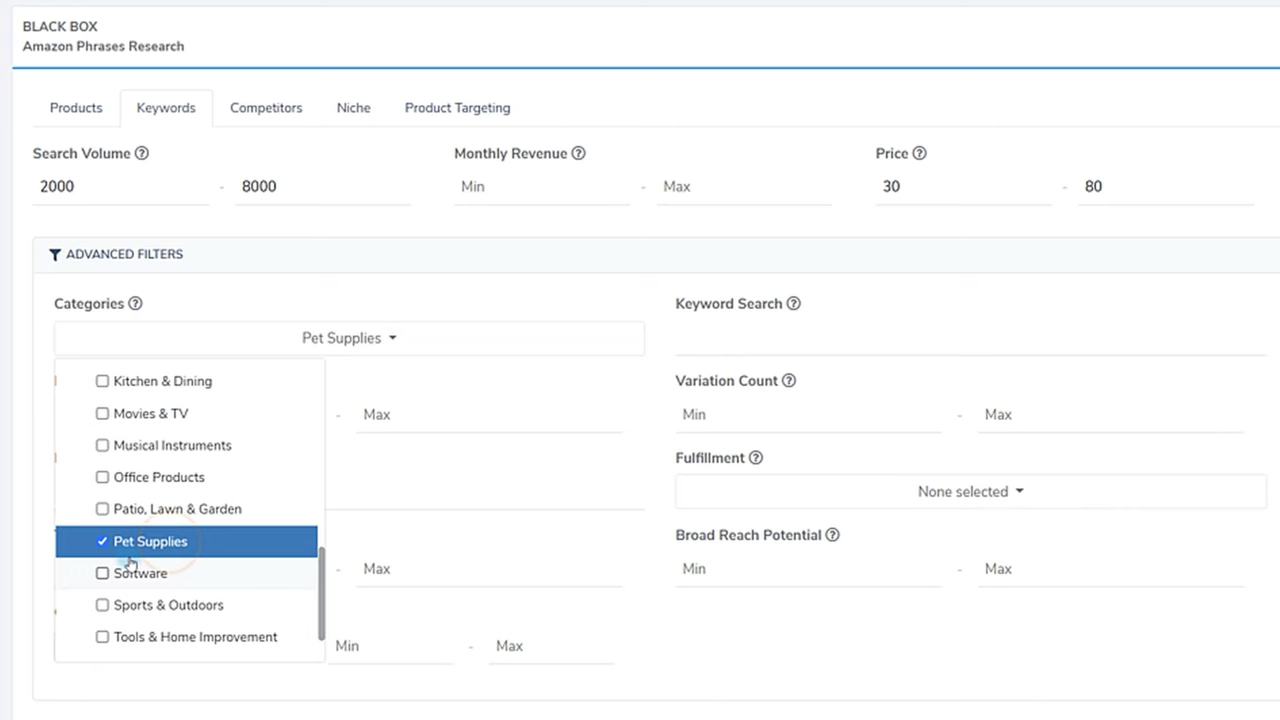 BLACK BOX
Amazon Phrases Research
Products Keywords Competitors Niche Product Targeting
Search Volume Monthly Revenue Price
2000 - 8000 Min - Max 30 - 80
ADVANCED FILTERS
Categories Keyword Search
Pet Supplies
Kitchen & Dining Variation Count
Movies & TV - Max Min - Max
Musical Instruments Fulfillment
Office Products None selected
Patio, Lawn & Garden
Pet Supplies Broad Reach Potential
Software - Max Min - Max
Sports & Outdoors
Tools & Home Improvement Min - Max